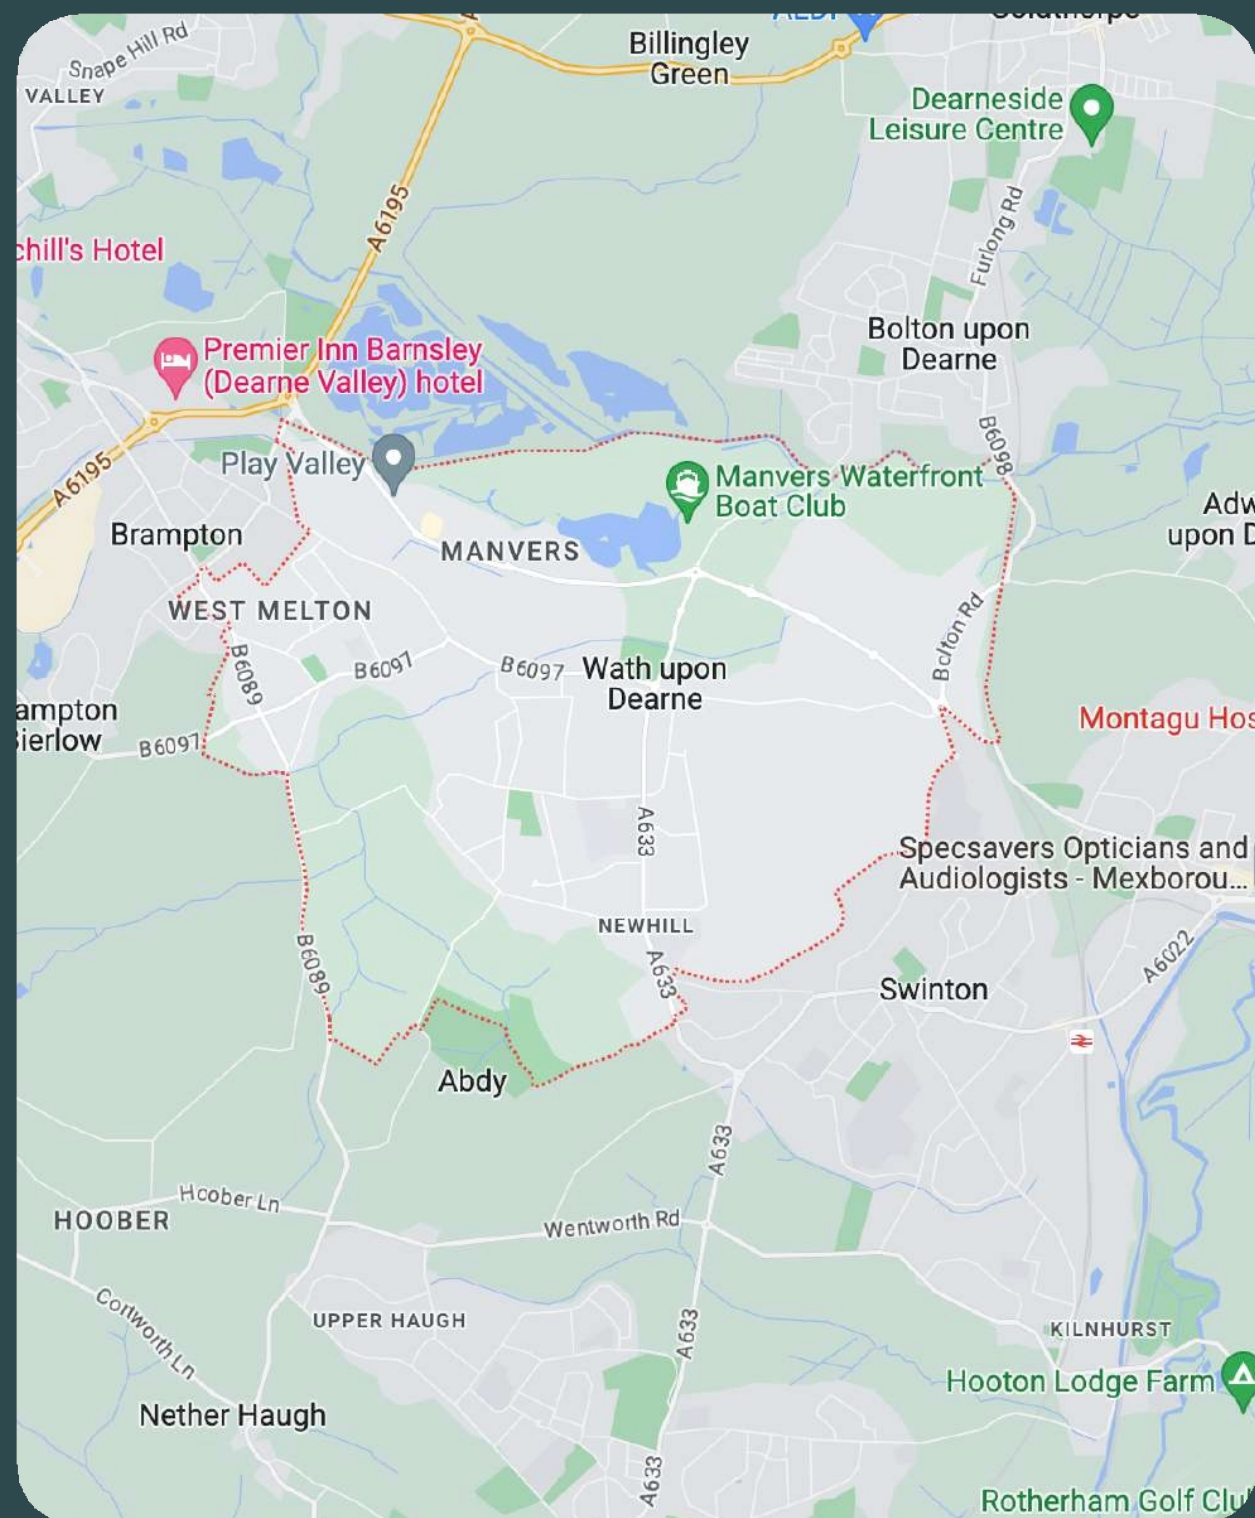 Snape Hill Rd
VALLEY
Billingley
Green
Dearneside
Leisure Centre
A6195
Furlong Rd
chill's Hotel
Premier Inn Barnsley
(Dearne Valley) hotel
Bolton upon
Dearne
B6098
Play Valley
A6195
Manvers Waterfront
Boat Club
Adw
upon D
Brampton
MANVERS
WEST MELTON
Bolton Rd
B6089
B6097
B6097
Wath upon
Dearne
ampton
Bierlow
B6097
Montagu Hos
A633
Specsavers Opticians and
Audiologists - Mexborou...
NEWHILL
B6089
A633
A6022
Swinton
Abdy
A633
Hoober Ln
HOOBER
Wentworth Rd
Cortworth Ln
UPPER HAUGH
A633
KILNHURST
Hooton Lodge Farm
Nether Haugh
A633
Rotherham Golf Clu